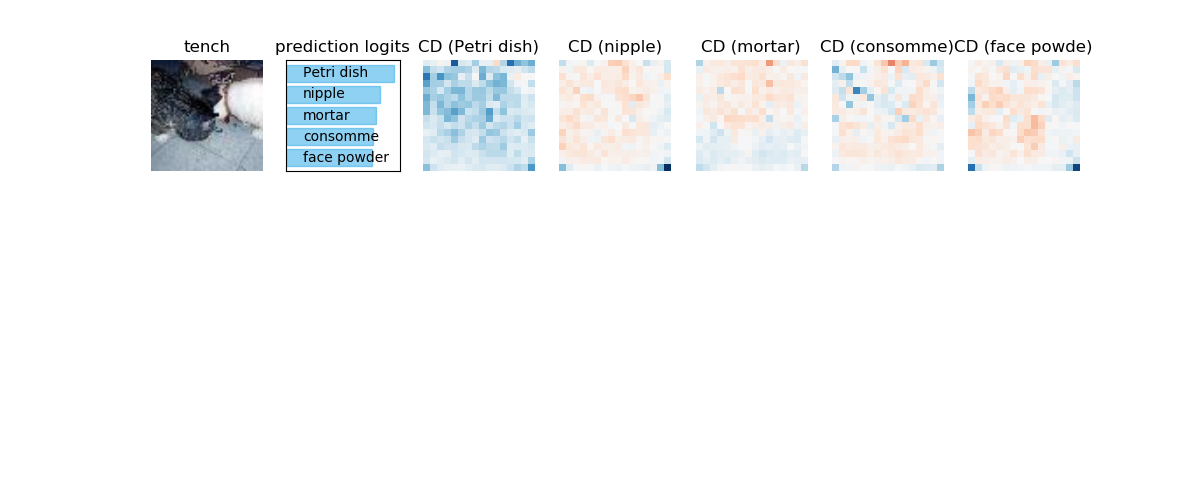 tench
prediction logits
CD (Petri dish)
CD (nipple)
CD (mortar)
CD (consomme)
CD (face powde)
Petri dish
nipple
mortar
consomme
face powder